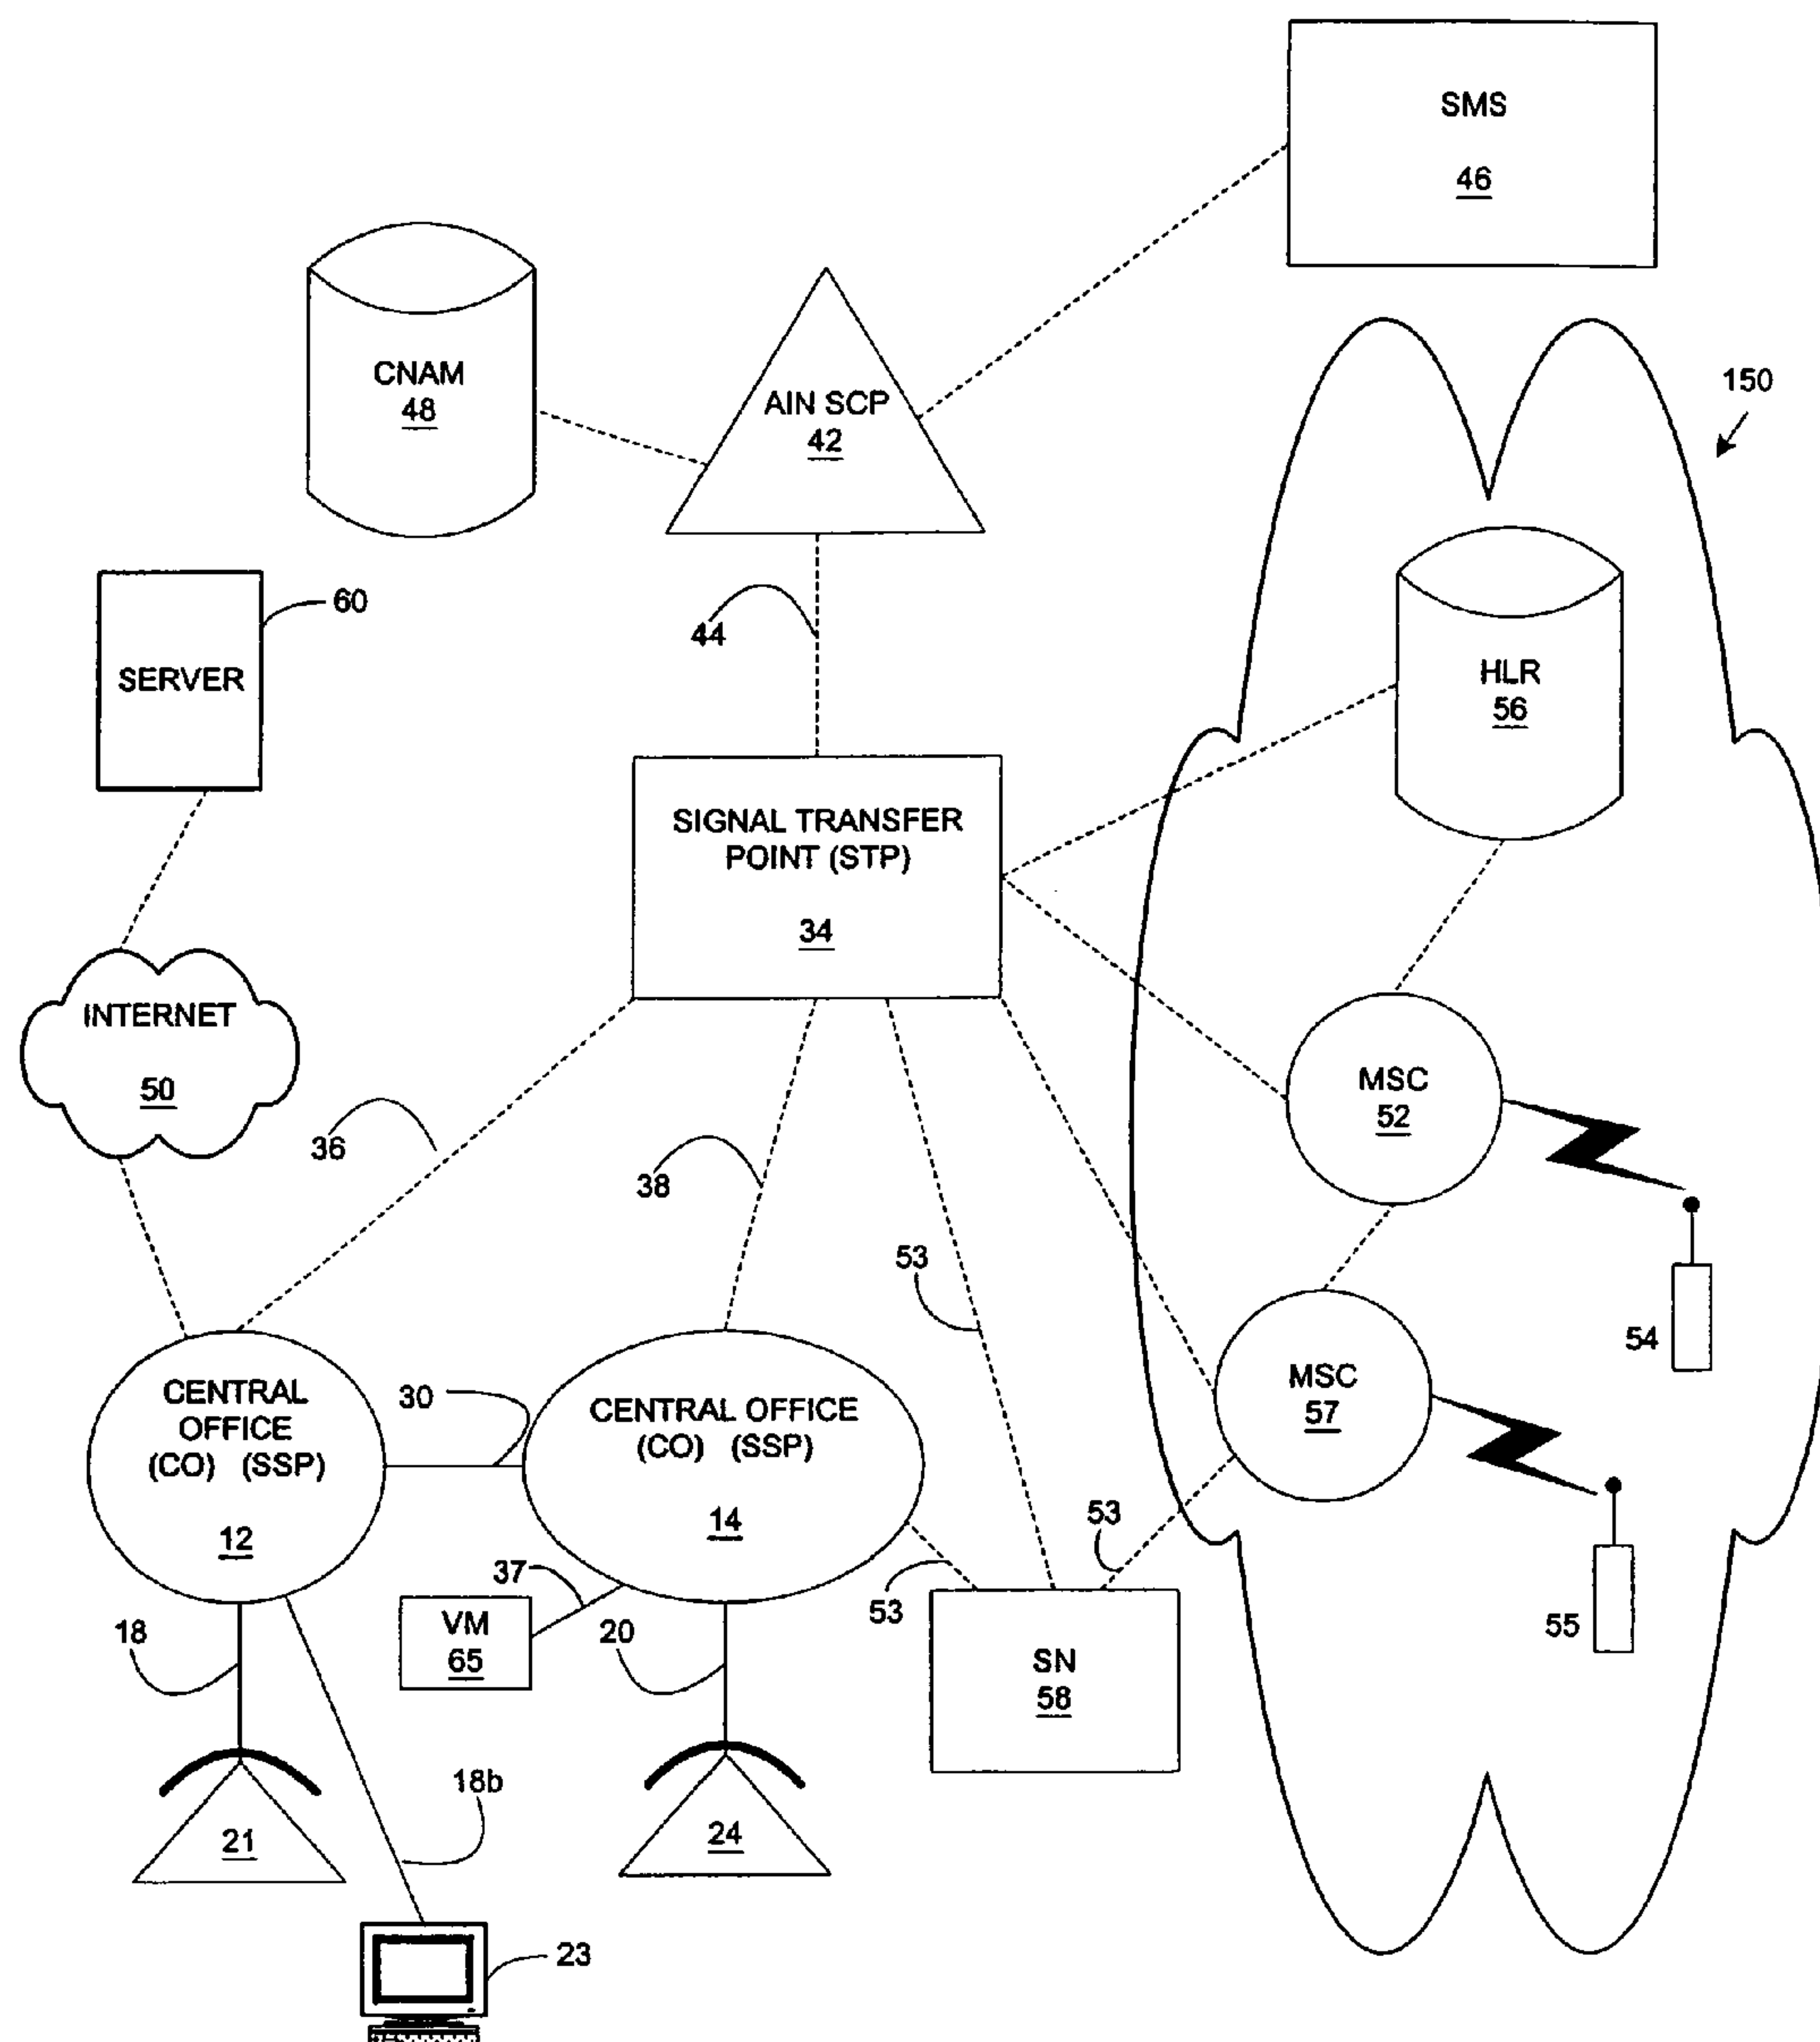 SMS
46
CNAM
48
AIN SCP
42
150
60
SERVER
44
HLR
56
SIGNAL TRANSFER
POINT (STP)
34
INTERNET
50
MSC
52
36
38
53
54
CENTRAL
OFFICE
(CO) (SSP)
12
30
CENTRAL OFFICE
(CO) (SSP)
14
MSC
57
53
37
53
55
VM
65
18
20
SN
58
21
18b
24
23